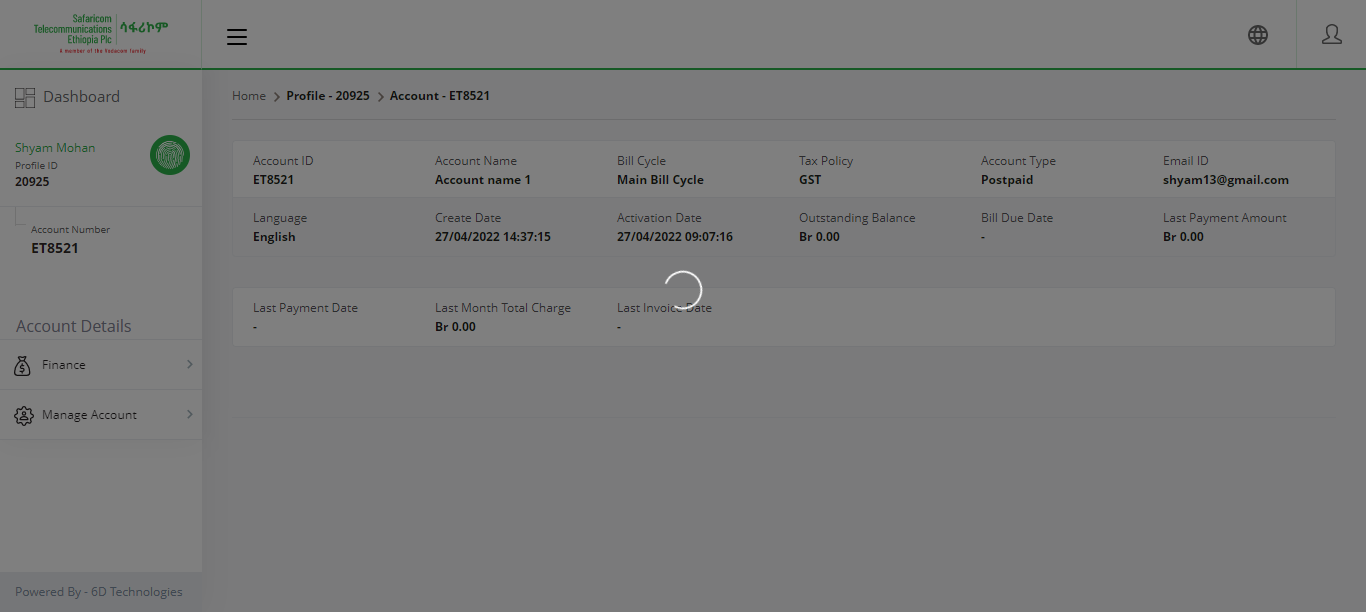 Safaricom
Telecommunications
Ethiopia Plc
ሳፋሪኮም
A member of the Vodacom family
Dashboard
Shyam Mohan
Profile ID
20925
Account Number
ET8521
Account Details
Finance
Manage Account
Powered By - 6D Technologies
Home > Profile - 20925 > Account - ET8521
Account ID Account Name Bill Cycle Tax Policy Account Type Email ID
ET8521 Account name 1 Main Bill Cycle GST Postpaid shyam13@gmail.com
Language Create Date Activation Date Outstanding Balance Bill Due Date Last Payment Amount
English 27/04/2022 14:37:15 27/04/2022 09:07:16 Br 0.00 - Br 0.00
Last Payment Date Last Month Total Charge Last Invoice Date
- Br 0.00 -